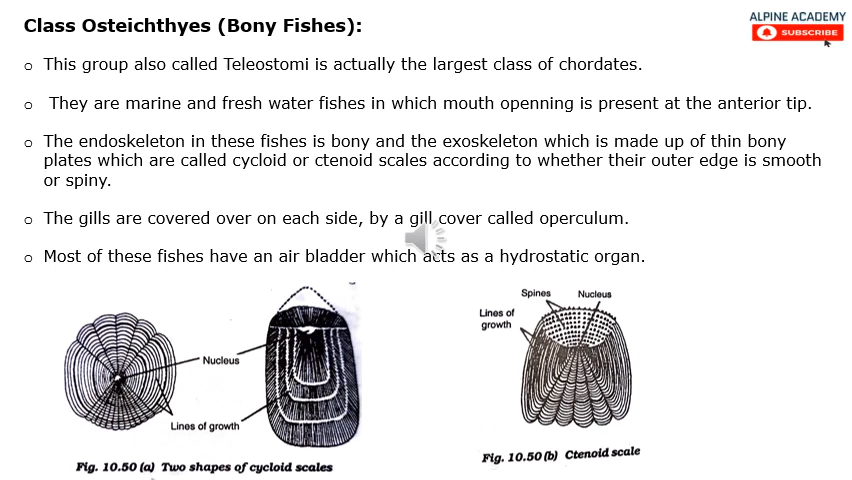 ALPINE ACADEMY
SUBSCRIBE
Class Osteichthyes (Bony Fishes):
o This group also called Teleostomi is actually the largest class of chordates.
o They are marine and fresh water fishes in which mouth openning is present at the anterior tip.
o The endoskeleton in these fishes is bony and the exoskeleton which is made up of thin bony
plates which are called cycloid or ctenoid scales according to whether their outer edge is smooth
or spiny.
o The gills are covered over on each side, by a gill cover called operculum.
o Most of these fishes have an air bladder which acts as a hydrostatic organ.
Nucleus
Lines of growth
Fig. 10.50 (a) Two shapes of cycloid scales
Spines Nucleus
Lines of
growth
Fig. 10.50 (b) Ctenoid scale